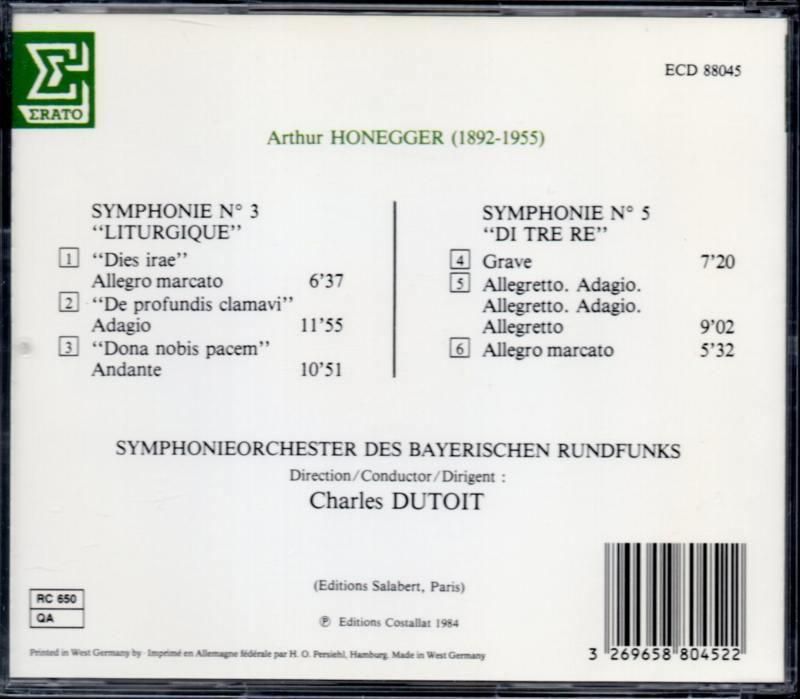 ΣRATO
ECD 88045
Arthur HONEGGER (1892-1955)
SYMPHONIE N° 3
"LITURGIQUE"
1 "Dies irae"
Allegro marcato 6'37
2 "De profundis clamavi"
Adagio 11'55
3 "Dona nobis pacem"
Andante 10'51
SYMPHONIE N° 5
"DI TRE RE"
4 Grave 7'20
5 Allegretto. Adagio.
Allegretto. Adagio.
Allegretto 9'02
6 Allegro marcato 5'32
SYMPHONIEORCHESTER DES BAYERISCHEN RUNDFUNKS
Direction/Conductor/Dirigent :
Charles DUTOIT
(Editions Salabert, Paris)
℗ Editions Costallat 1984
RC 650
QA
Printed in West Germany by · Imprimé en Allemagne fédérale par H. O. Persiehl, Hamburg. Made in West Germany
3 269658 804522